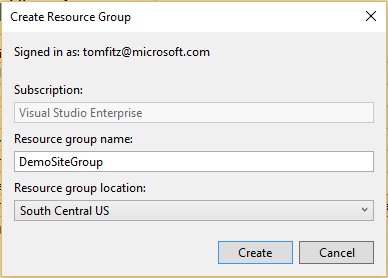 Create Resource Group
Signed in as: tomfitz@microsoft.com
Subscription:
Visual Studio Enterprise
Resource group name:
DemoSiteGroup
Resource group location:
South Central US
Create Cancel